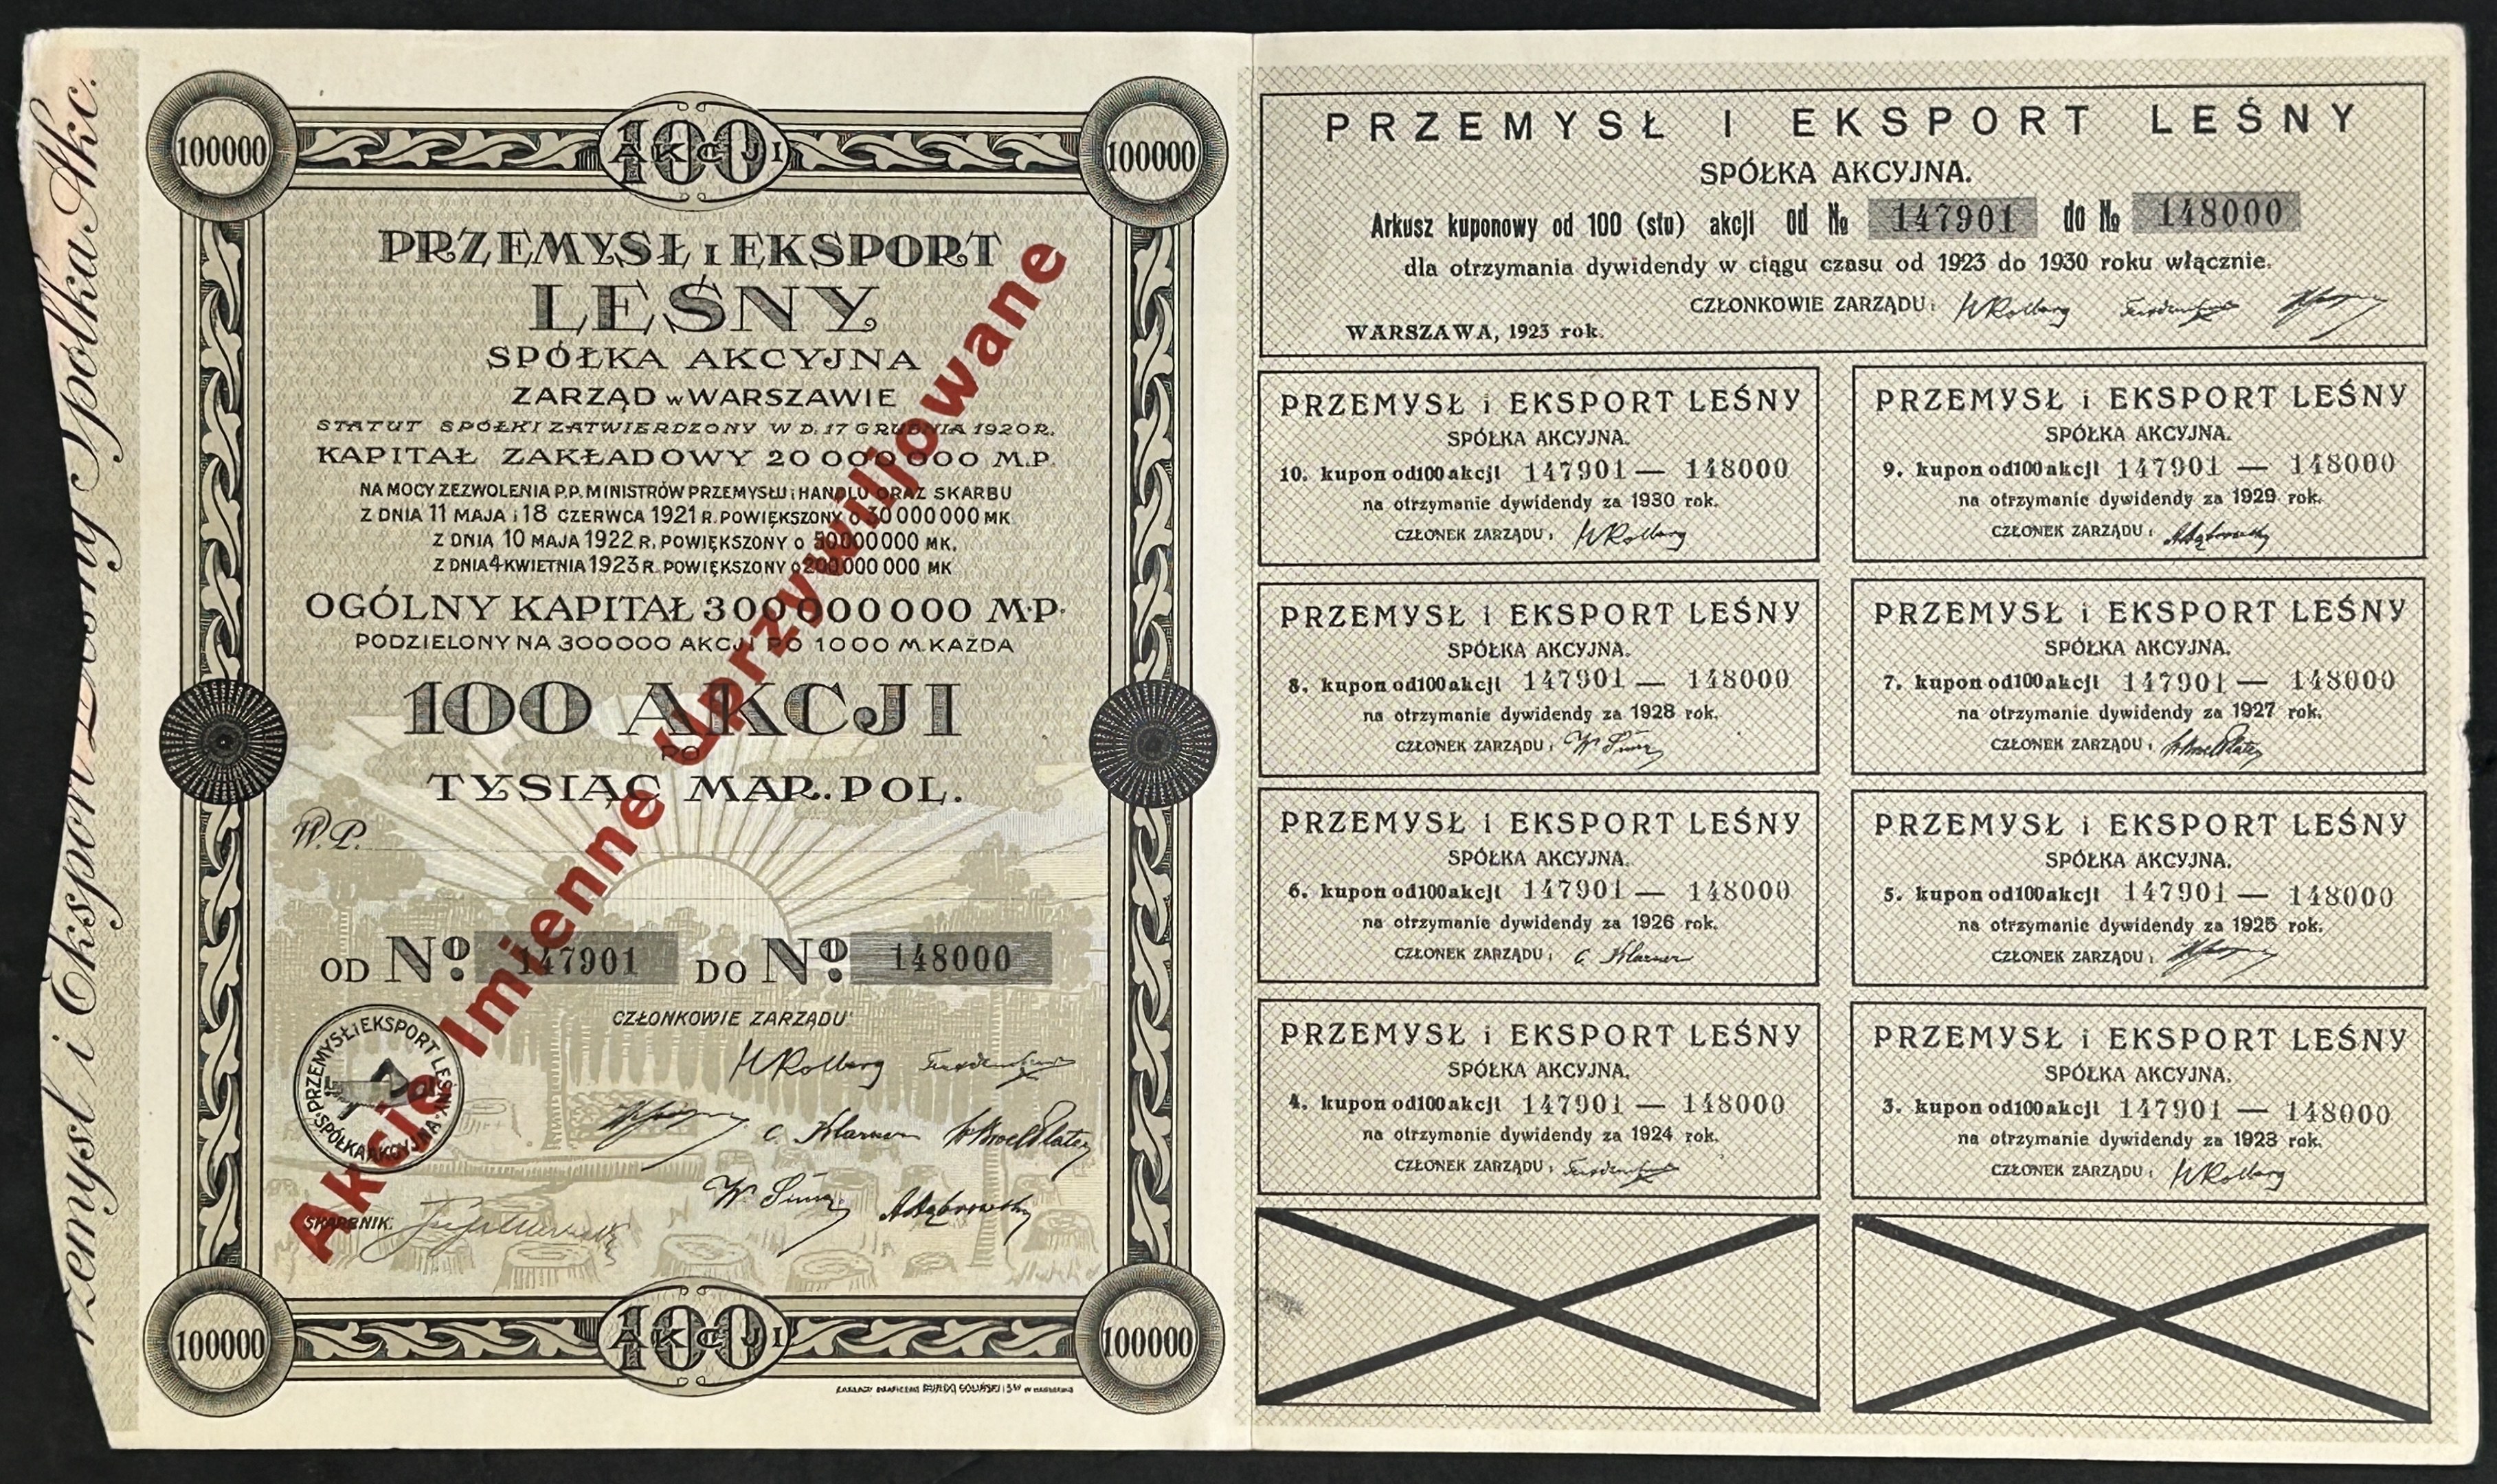 Przemysł i Eksport Leśny Spółka Akc.
100000
100 AKCJI
100000
PRZEMYSŁ i EKSPORT
LEŚNY
SPÓŁKA AKCYJNA
ZARZĄD w WARSZAWIE
STATUT SPÓŁKI ZATWIERDZONY W D. 17 GRUDNIA 1920 R.
KAPITAŁ ZAKŁADOWY 20 000 000 M.P.
NA MOCY ZEZWOLENIA P.P. MINISTRÓW PRZEMYSŁU i HANDLU ORAZ SKARBU
Z DNIA 11 MAJA i 18 CZERWCA 1921 R. POWIĘKSZONY o 30 000 000 MK
Z DNIA 10 MAJA 1922 R. POWIĘKSZONY o 50 000 000 MK.
Z DNIA 4 KWIETNIA 1923 R. POWIĘKSZONY o 200 000 000 MK
OGÓLNY KAPITAŁ 300 000 000 M.P.
PODZIELONY NA 300000 AKCJI PO 1000 M. KAŻDA
100 AKCJI
PO
TYSIĄC MAR. POL.
Akcje Imienne Uprzywiljowane
W. P.
OD Nº 147901 DO Nº 148000
CZŁONKOWIE ZARZĄDU
PRZEMYSŁ i EKSPORT LEŚNY
SPÓŁKA AKCYJNA
SKARBNIK:
100000
100 AKCJI
100000
PRZEMYSŁ I EKSPORT LEŚNY
SPÓŁKA AKCYJNA.
Arkusz kuponowy od 100 (stu) akcji od № 147901 do № 148000
dla otrzymania dywidendy w ciągu czasu od 1923 do 1930 roku włącznie.
CZŁONKOWIE ZARZĄDU:
WARSZAWA, 1923 rok.
PRZEMYSŁ i EKSPORT LEŚNY
SPÓŁKA AKCYJNA.
10. kupon od 100 akcji 147901 — 148000
na otrzymanie dywidendy za 1930 rok.
CZŁONEK ZARZĄDU:
PRZEMYSŁ i EKSPORT LEŚNY
SPÓŁKA AKCYJNA.
9. kupon od 100 akcji 147901 — 148000
na otrzymanie dywidendy za 1929 rok.
CZŁONEK ZARZĄDU:
PRZEMYSŁ i EKSPORT LEŚNY
SPÓŁKA AKCYJNA.
8. kupon od 100 akcji 147901 — 148000
na otrzymanie dywidendy za 1928 rok.
CZŁONEK ZARZĄDU:
PRZEMYSŁ i EKSPORT LEŚNY
SPÓŁKA AKCYJNA.
7. kupon od 100 akcji 147901 — 148000
na otrzymanie dywidendy za 1927 rok.
CZŁONEK ZARZĄDU:
PRZEMYSŁ i EKSPORT LEŚNY
SPÓŁKA AKCYJNA.
6. kupon od 100 akcji 147901 — 148000
na otrzymanie dywidendy za 1926 rok.
CZŁONEK ZARZĄDU:
PRZEMYSŁ i EKSPORT LEŚNY
SPÓŁKA AKCYJNA.
5. kupon od 100 akcji 147901 — 148000
na otrzymanie dywidendy za 1925 rok.
CZŁONEK ZARZĄDU:
PRZEMYSŁ i EKSPORT LEŚNY
SPÓŁKA AKCYJNA.
4. kupon od 100 akcji 147901 — 148000
na otrzymanie dywidendy za 1924 rok.
CZŁONEK ZARZĄDU:
PRZEMYSŁ i EKSPORT LEŚNY
SPÓŁKA AKCYJNA.
3. kupon od 100 akcji 147901 — 148000
na otrzymanie dywidendy za 1923 rok.
CZŁONEK ZARZĄDU: